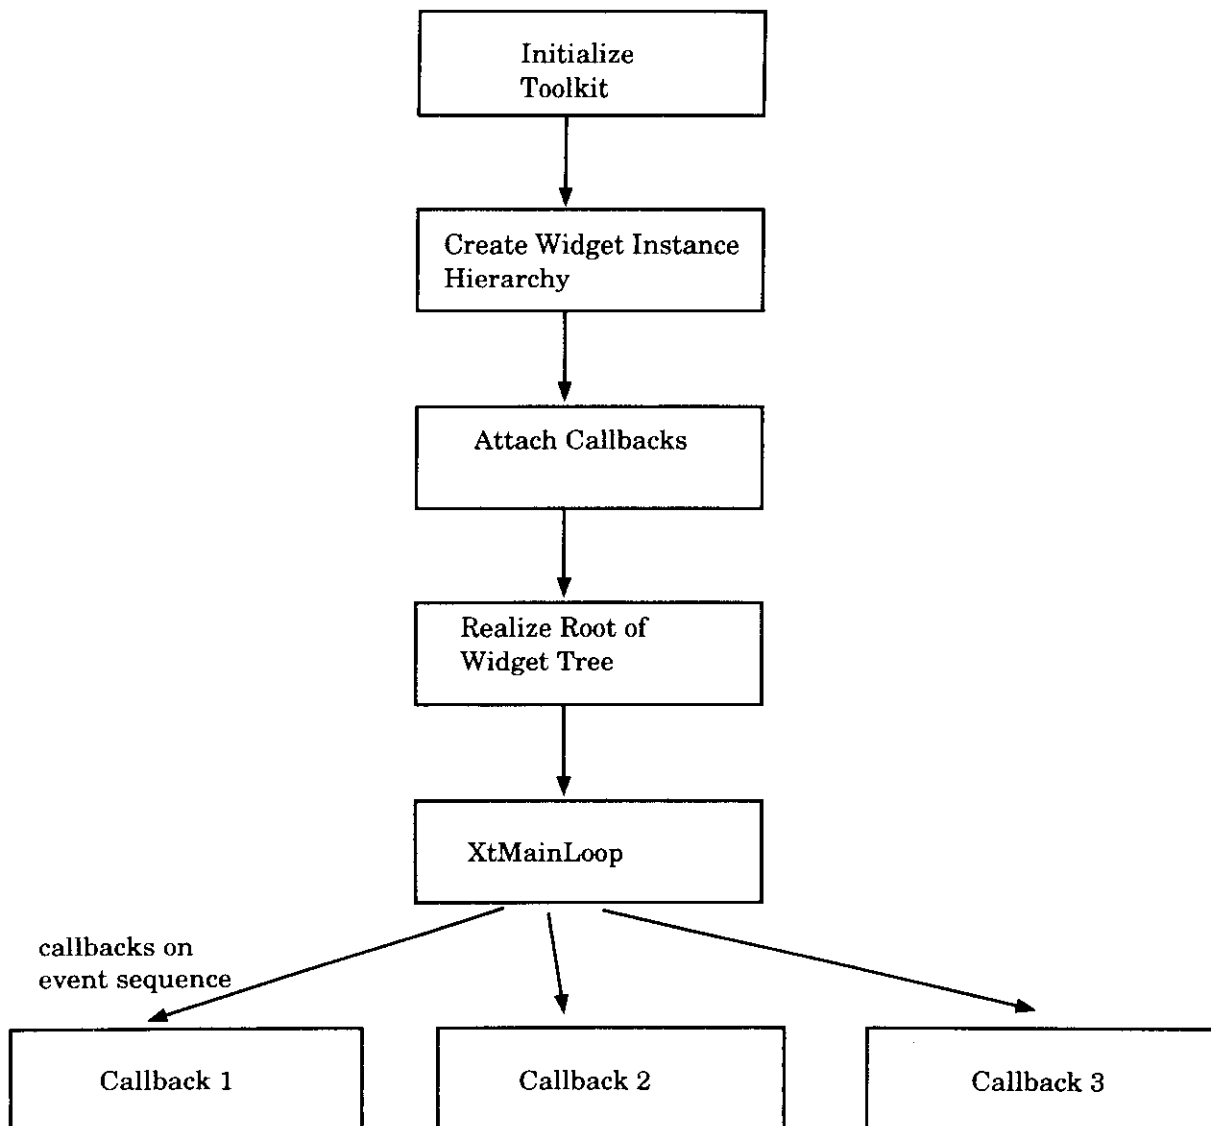 Initialize
Toolkit
Create Widget Instance
Hierarchy
Attach Callbacks
Realize Root of
Widget Tree
XtMainLoop
callbacks on
event sequence
Callback 1
Callback 2
Callback 3